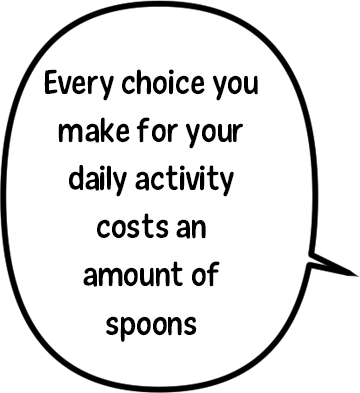 Every choice you
make for your
daily activity
costs an
amount of
spoons